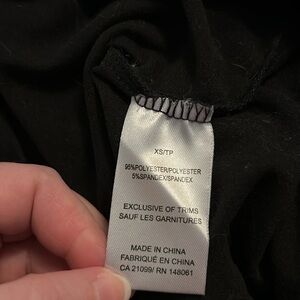 XS/TP
95%POLYESTER/POLYESTER
5%SPANDEX/SPANDEX
EXCLUSIVE OF TRIMS
SAUF LES GARNITURES
MADE IN CHINA
FABRIQUÉ EN CHINA
CA 21099/ RN 148061